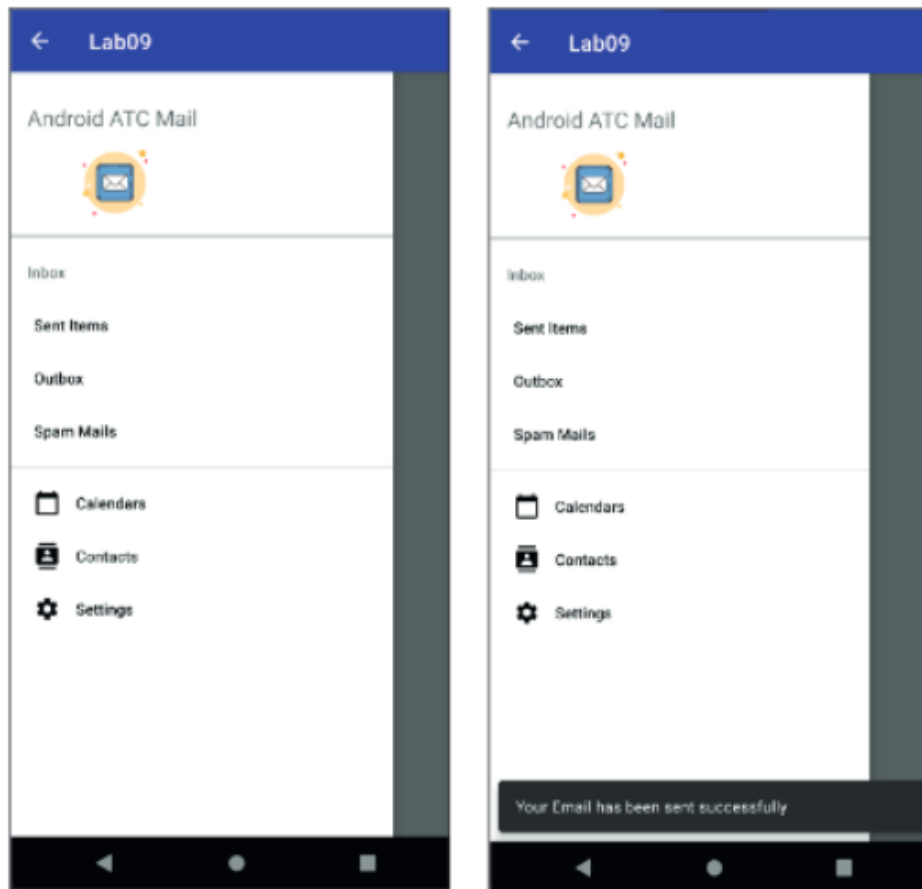 Lab09
Android ATC Mail
Inbox
Sent Items
Outbox
Spam Mails
Calendars
Contacts
Settings
Lab09
Android ATC Mail
Inbox
Sent Items
Outbox
Spam Mails
Calendars
Contacts
Settings
Your Email has been sent successfully